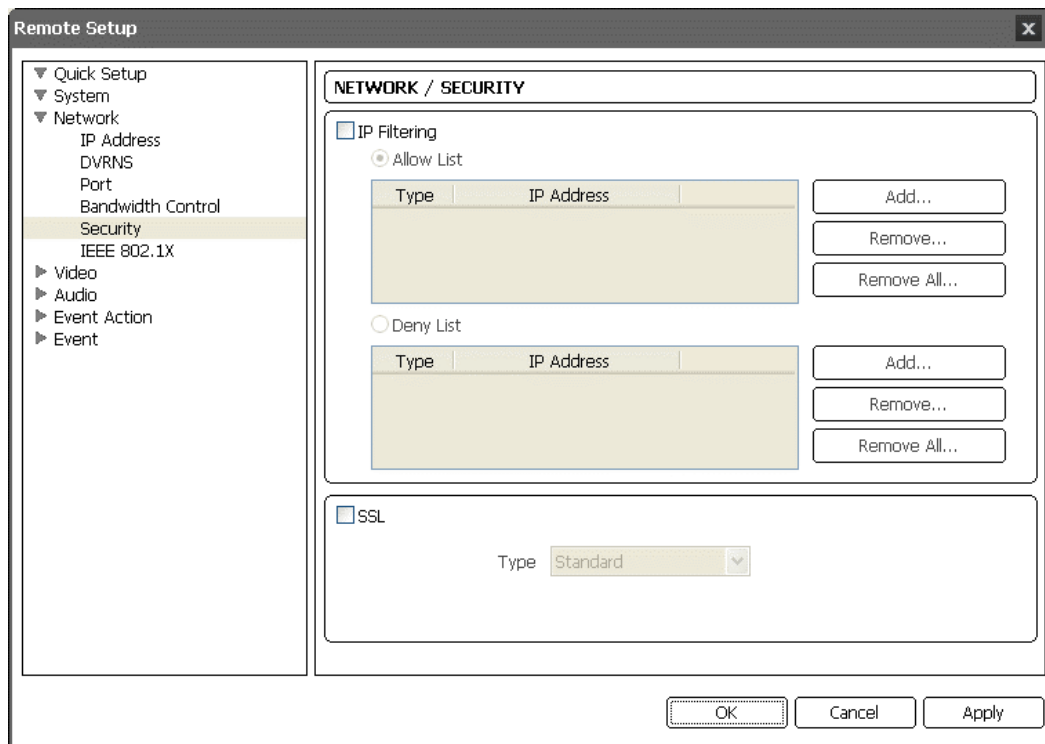 Remote Setup
x
Quick Setup
System
Network
IP Address
DVRNS
Port
Bandwidth Control
Security
IEEE 802.1X
Video
Audio
Event Action
Event
NETWORK / SECURITY
IP Filtering
Allow List
Type IP Address
Add...
Remove...
Remove All...
Deny List
Type IP Address
Add...
Remove...
Remove All...
SSL
Type Standard
OK Cancel Apply